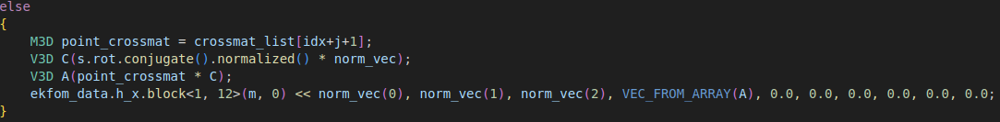 else
{
M3D point_crossmat = crossmat_list[idx+j+1];
V3D C(s.rot.conjugate().normalized() * norm_vec);
V3D A(point_crossmat * C);
ekfom_data.h_x.block<1, 12>(m, 0) << norm_vec(0), norm_vec(1), norm_vec(2), VEC_FROM_ARRAY(A), 0.0, 0.0, 0.0, 0.0, 0.0, 0.0;
}